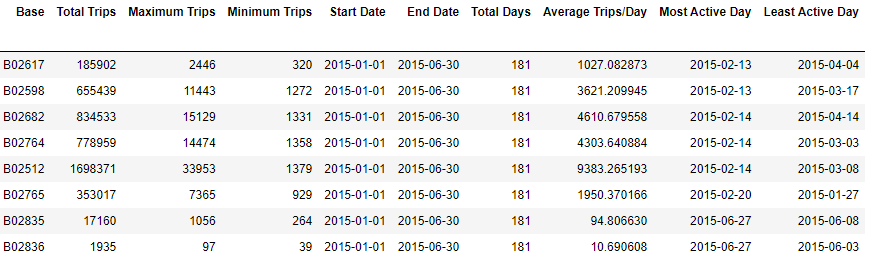 Base Total Trips Maximum Trips Minimum Trips Start Date End Date Total Days Average Trips/Day Most Active Day Least Active Day
B02617 185902 2446 320 2015-01-01 2015-06-30 181 1027.082873 2015-02-13 2015-04-04
B02598 655439 11443 1272 2015-01-01 2015-06-30 181 3621.209945 2015-02-13 2015-03-17
B02682 834533 15129 1331 2015-01-01 2015-06-30 181 4610.679558 2015-02-14 2015-04-14
B02764 778959 14474 1358 2015-01-01 2015-06-30 181 4303.640884 2015-02-14 2015-03-03
B02512 1698371 33953 1379 2015-01-01 2015-06-30 181 9383.265193 2015-02-14 2015-03-08
B02765 353017 7365 929 2015-01-01 2015-06-30 181 1950.370166 2015-02-20 2015-01-27
B02835 17160 1056 264 2015-01-01 2015-06-30 181 94.806630 2015-06-27 2015-06-08
B02836 1935 97 39 2015-01-01 2015-06-30 181 10.690608 2015-06-27 2015-06-03